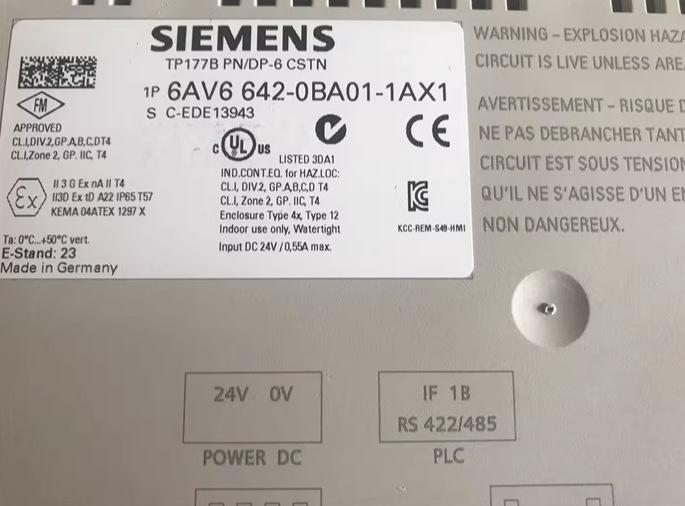 SIEMENS
TP177B PN/DP-6 CSTN
1P 6AV6 642-0BA01-1AX1
S C-EDE13943
FM
APPROVED
CL.I,DIV.2,GP.A,B,C,DT4
CL.I,Zone 2, GP. IIC, T4
Ex
II 3 G Ex nA II T4
II3D Ex tD A22 IP65 T57
KEMA 04ATEX 1297 X
Ta: 0°C...+50°C vert.
E-Stand: 23
Made in Germany
C UL US
LISTED 3DA1
IND.CONT.EQ. for HAZ.LOC:
CL.I, DIV.2, GP.A,B,C,D T4
CL.I, Zone 2, GP. IIC, T4
Enclosure Type 4x, Type 12
Indoor use only, Watertight
Input DC 24V / 0,55A max.
CE
KCC-REM-S49-HMI
WARNING – EXPLOSION HAZA
CIRCUIT IS LIVE UNLESS ARE
AVERTISSEMENT - RISQUE D
NE PAS DEBRANCHER TANT
CIRCUIT EST SOUS TENSION
QU'IL NE S'AGISSE D'UN E
NON DANGEREUX.
24V 0V
POWER DC
IF 1B
RS 422/485
PLC